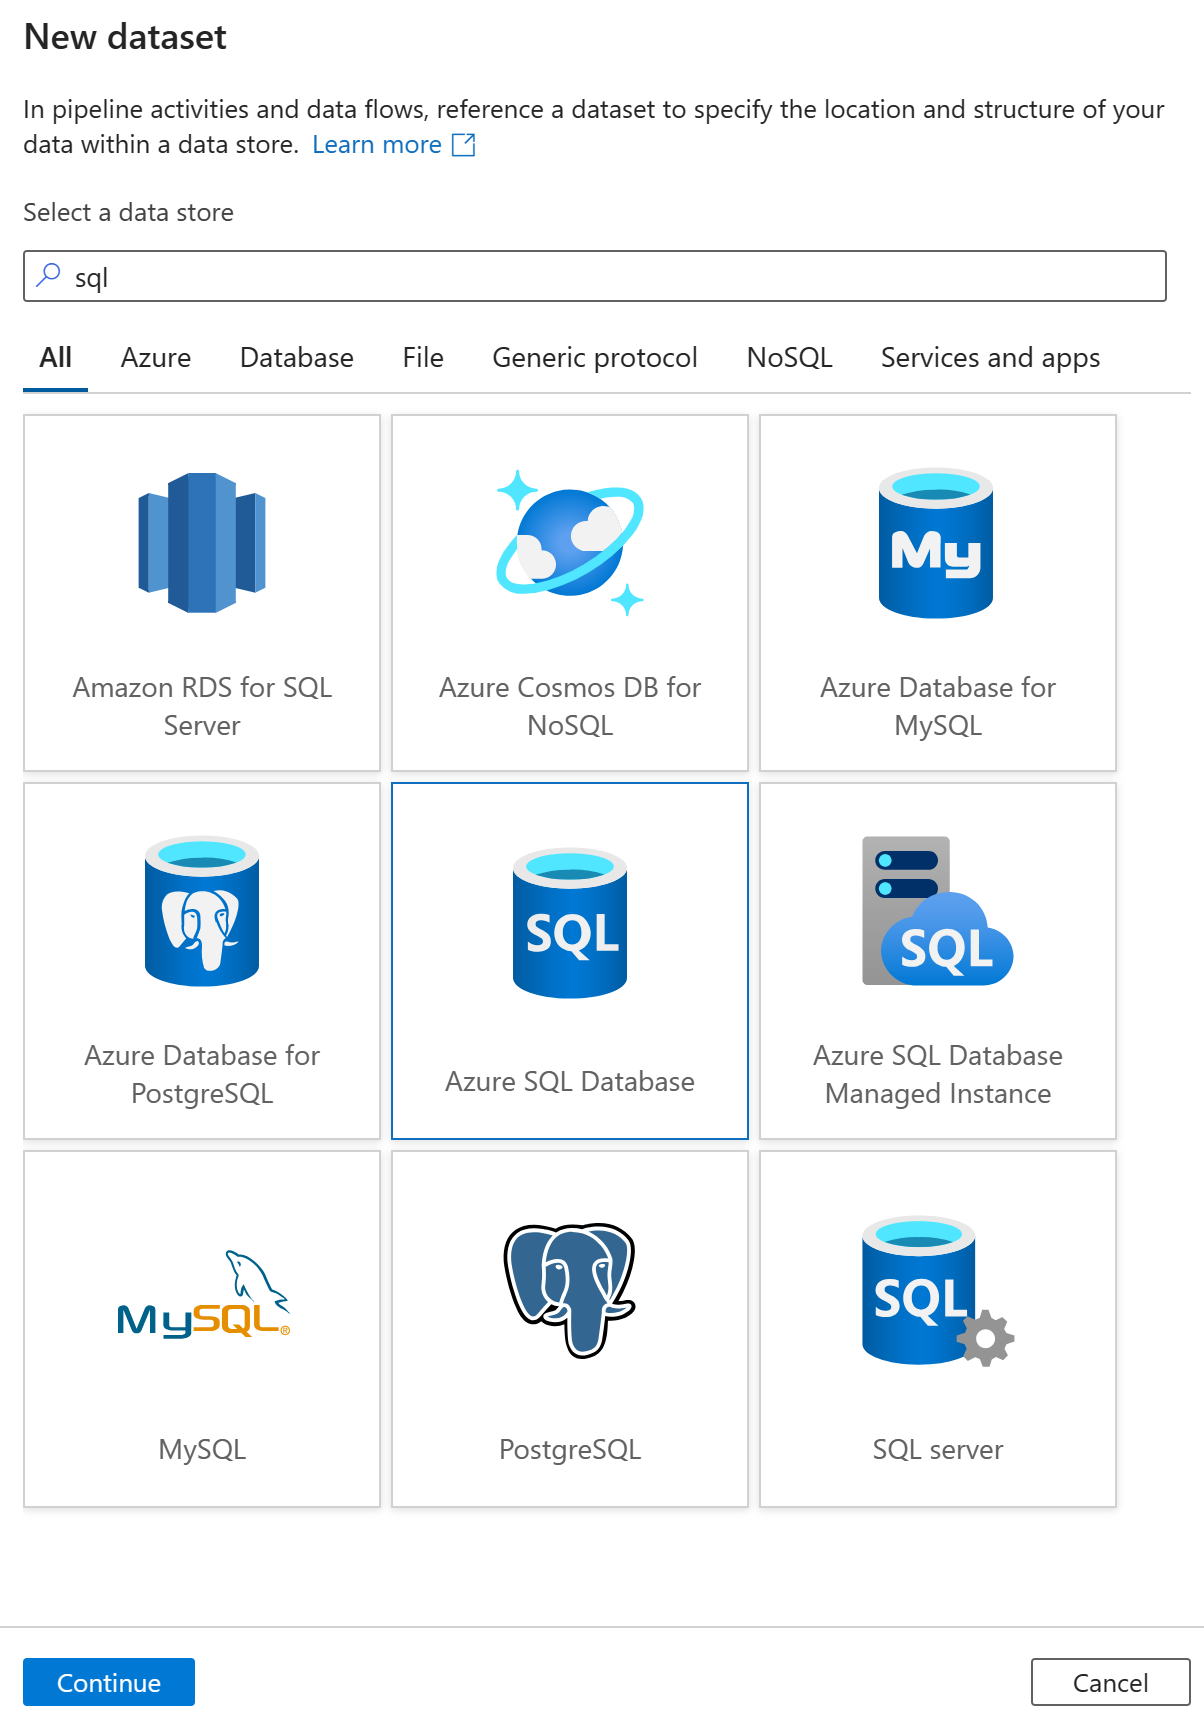 New dataset
In pipeline activities and data flows, reference a dataset to specify the location and structure of your
data within a data store. Learn more
Select a data store
sql
All Azure Database File Generic protocol NoSQL Services and apps
My
Amazon RDS for SQL
Server
Azure Cosmos DB for
NoSQL
Azure Database for
MySQL
SQL
SQL
Azure Database for
PostgreSQL
Azure SQL Database
Azure SQL Database
Managed Instance
MySQL®
SQL
MySQL
PostgreSQL
SQL server
Continue
Cancel